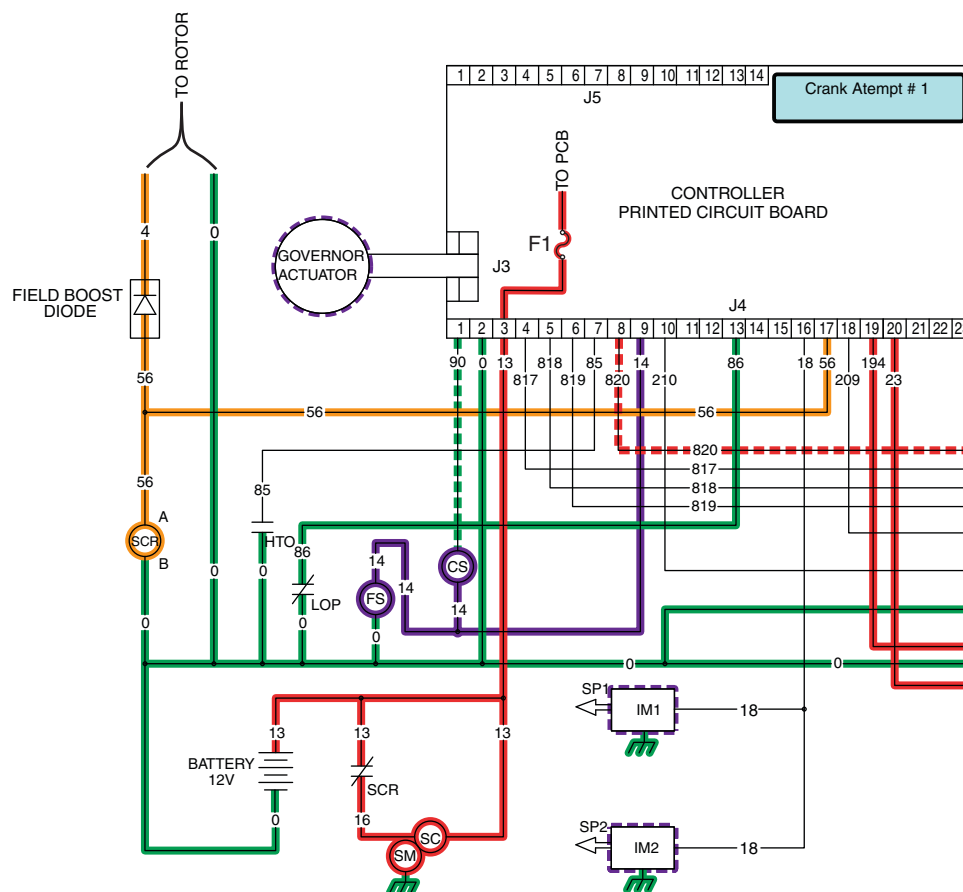 TO ROTOR
1 2 3 4 5 6 7 8 9 10 11 12 13 14
J5
Crank Atempt # 1
TO PCB
CONTROLLER
PRINTED CIRCUIT BOARD
4
0
GOVERNOR
ACTUATOR
F1
J3
FIELD BOOST
DIODE
J4
1 2 3 4 5 6 7 8 9 10 11 12 13 14 15 16 17 18 19 20 21 22
90 0 13 818 85 14 86 18 56 194
56
817 819 820 210 209 23
56
56
820
817
818
819
56
85
A
SCR
HTO
B
86
14
CS
0
0
14
LOP
FS
14
0
0
0
0
0
SP1
IM1
18
13
13
13
BATTERY
12V
SCR
0
16
SP2
SC
SM
IM2
18